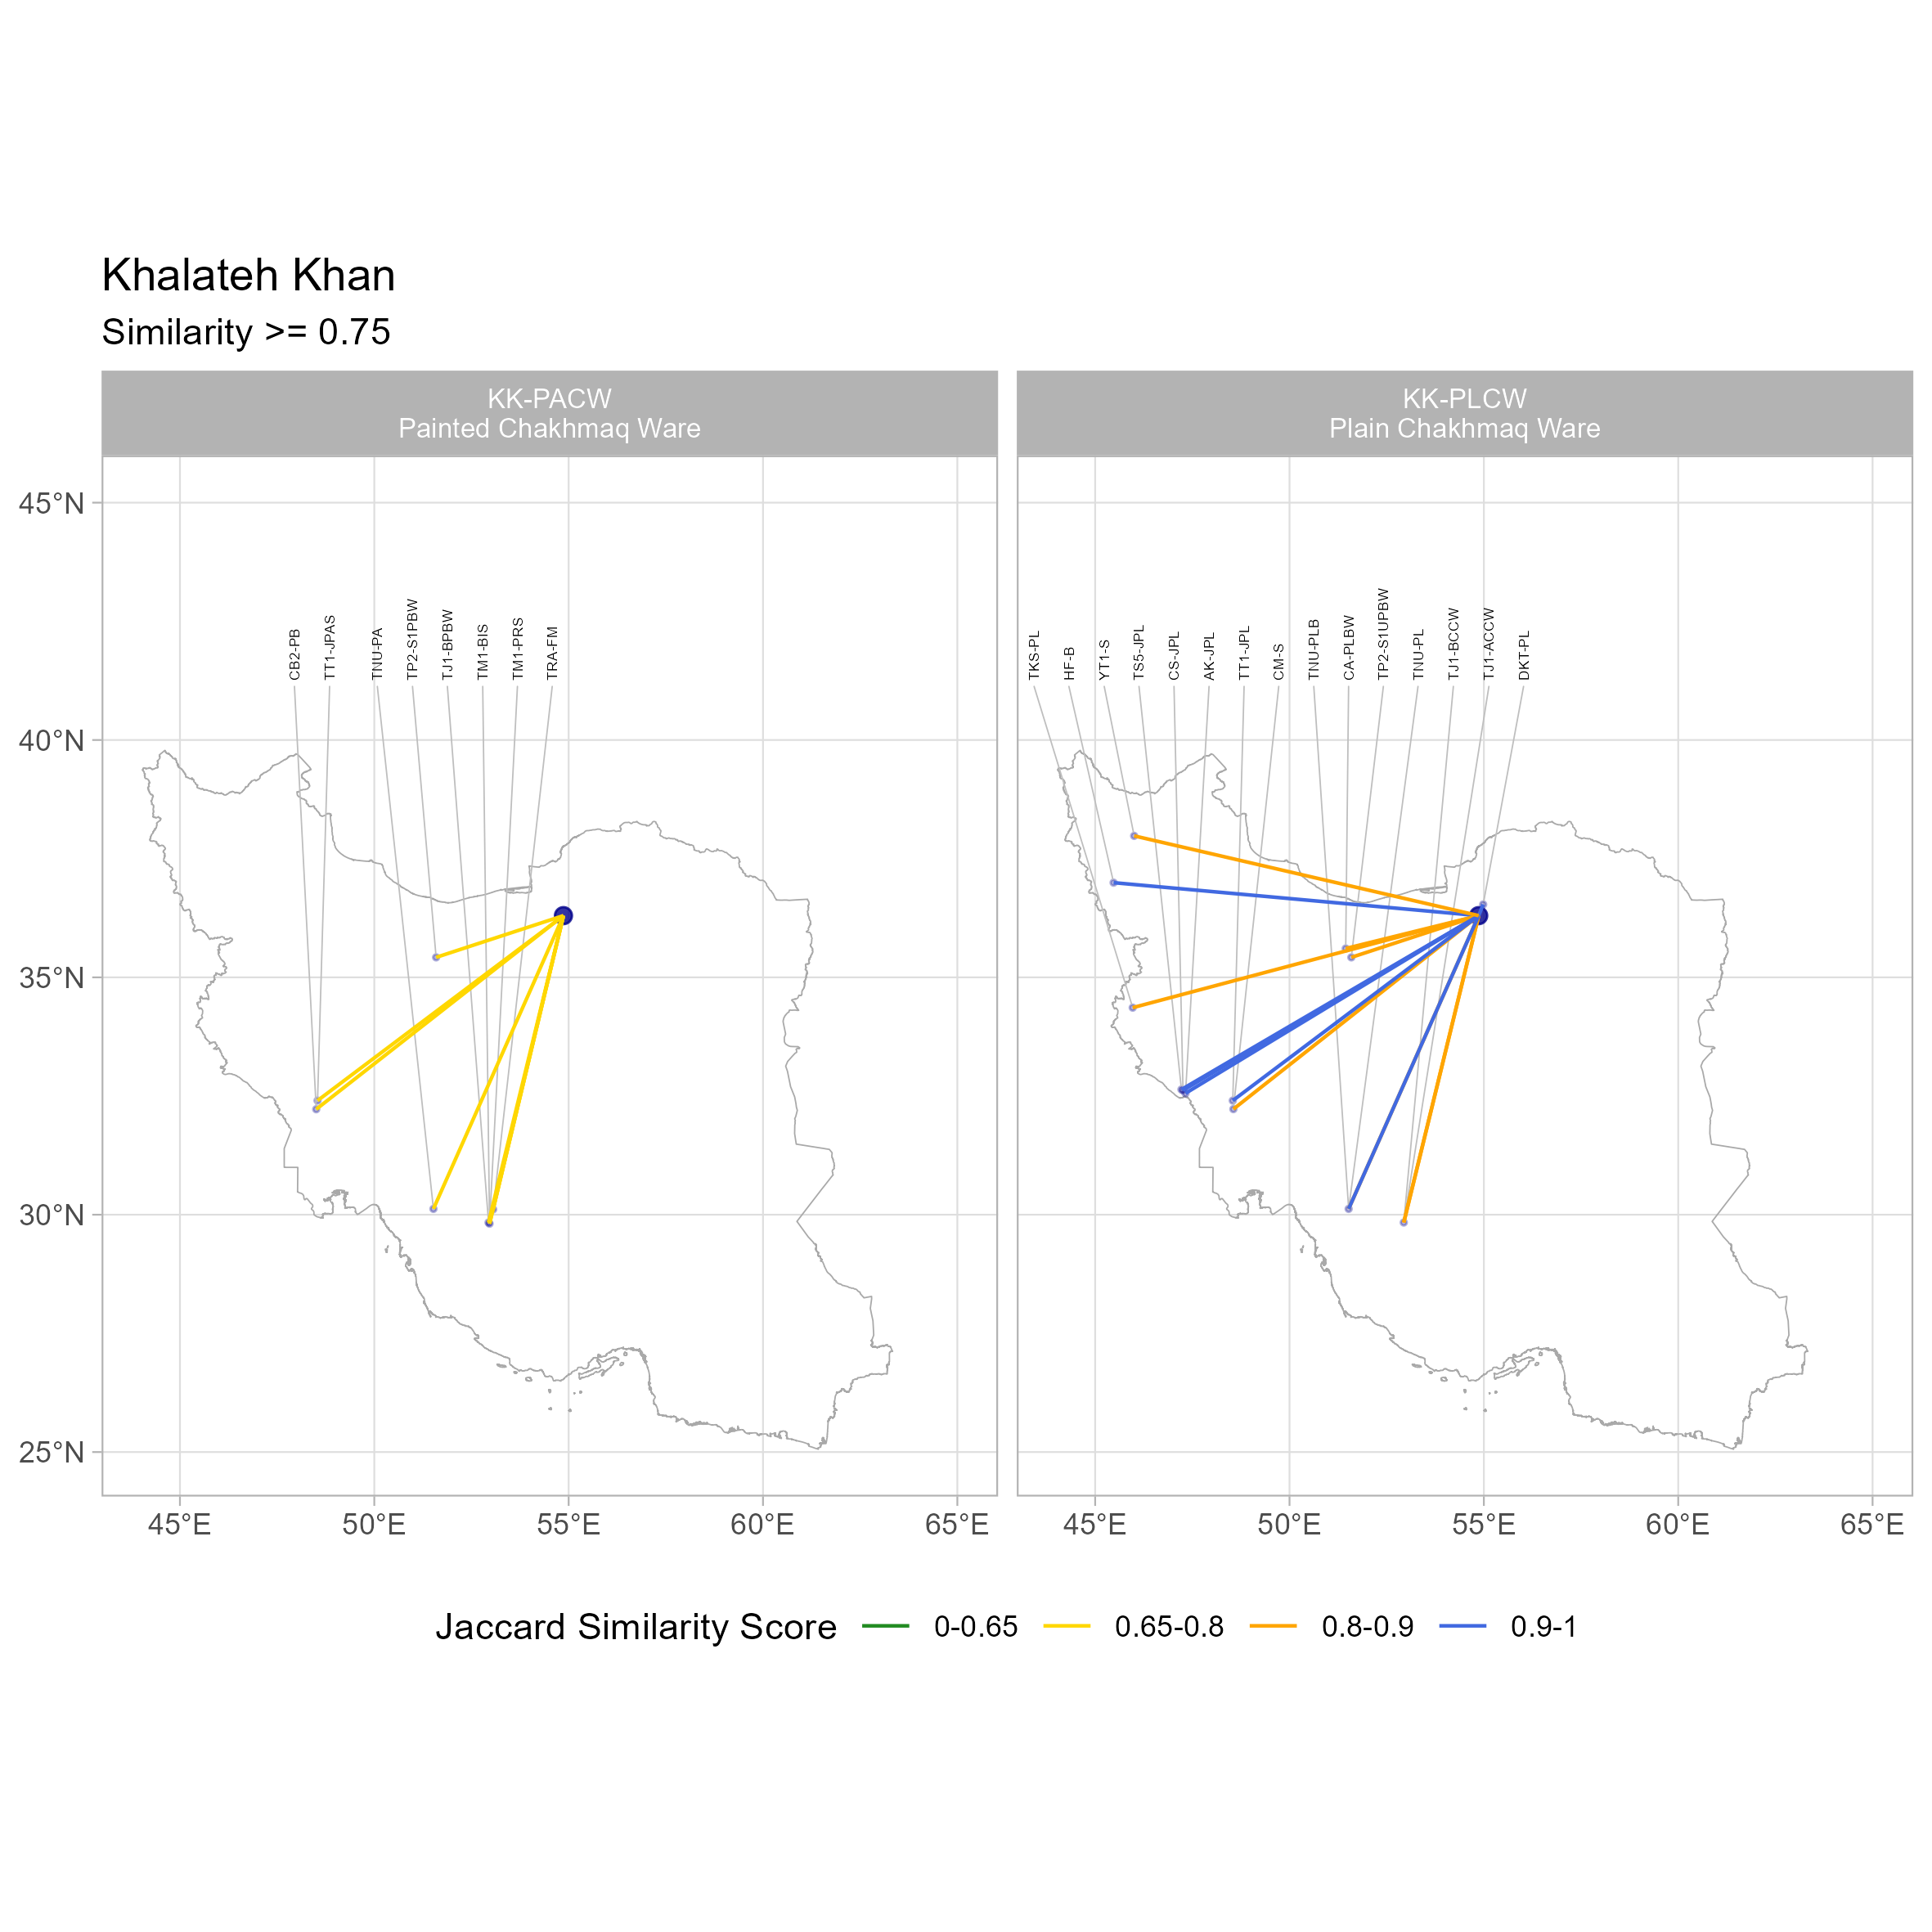 Khalateh Khan
Similarity >= 0.75
KK-PACW
Painted Chakhmaq Ware
KK-PLCW
Plain Chakhmaq Ware
45°N
40°N
35°N
30°N
25°N
CB2-PB
TT1-JPAS
TNU-PA
TP2-S1PBW
TJ1-BPBW
TM1-BIS
TM1-PRS
TRA-FM
TKS-PL
HF-B
YT1-S
TS5-JPL
CS-JPL
AK-JPL
TT1-JPL
CM-S
TNU-PLB
CA-PLBW
TP2-S1UPBW
TNU-PL
TJ1-BCCW
TJ1-ACCW
DKT-PL
45°E 50°E 55°E 60°E 65°E
45°E 50°E 55°E 60°E 65°E
Jaccard Similarity Score 0-0.65 0.65-0.8 0.8-0.9 0.9-1